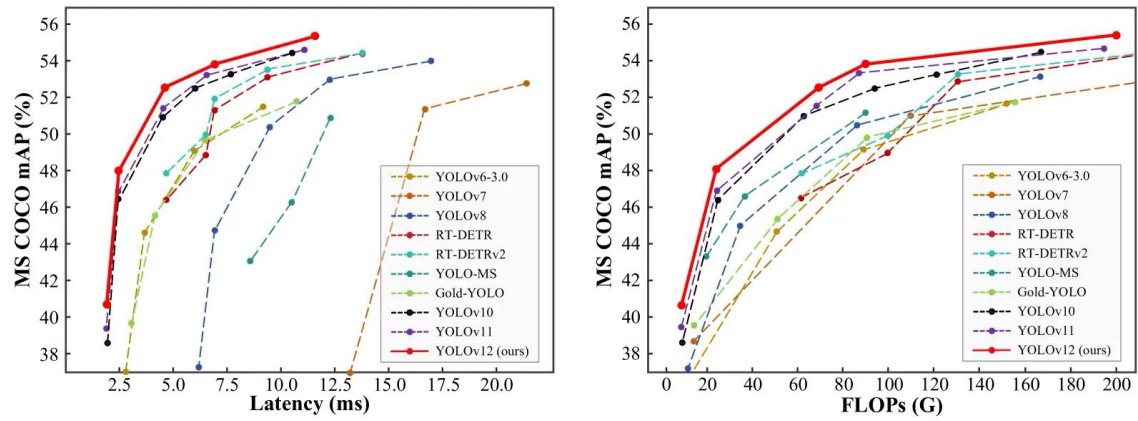 MS COCO mAP (%)
56
54
52
50
48
46
44
42
40
38
2.5 5.0 7.5 10.0 12.5 15.0 17.5 20.0
Latency (ms)
YOLOv6-3.0
YOLOv7
YOLOv8
RT-DETR
RT-DETRv2
YOLO-MS
Gold-YOLO
YOLOv10
YOLOv11
YOLOv12 (ours)
MS COCO mAP (%)
56
54
52
50
48
46
44
42
40
38
0 20 40 60 80 100 120 140 160 180 200
FLOPs (G)
YOLOv6-3.0
YOLOv7
YOLOv8
RT-DETR
RT-DETRv2
YOLO-MS
Gold-YOLO
YOLOv10
YOLOv11
YOLOv12 (ours)